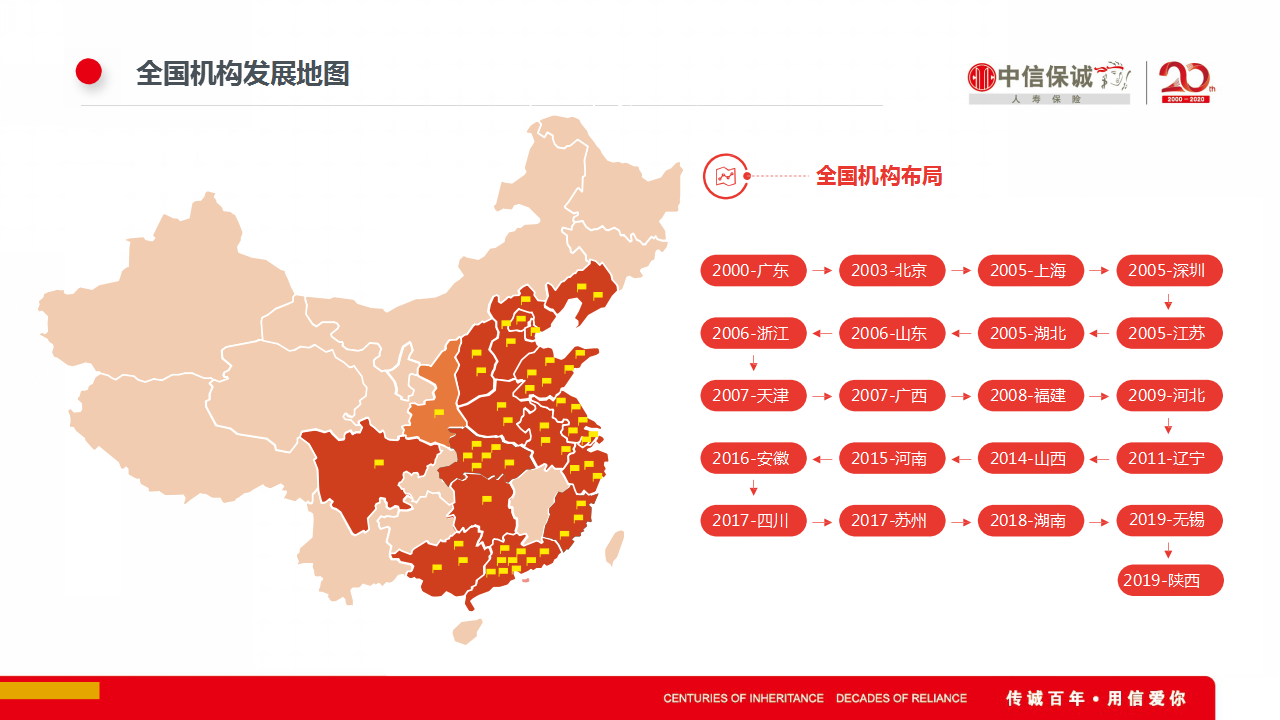 全国机构发展地图
中信保诚
人寿保险
20th
2000-2020
全国机构布局
2000-广东
2003-北京
2005-上海
2005-深圳
2006-浙江
2006-山东
2005-湖北
2005-江苏
2007-天津
2007-广西
2008-福建
2009-河北
2016-安徽
2015-河南
2014-山西
2011-辽宁
2017-四川
2017-苏州
2018-湖南
2019-无锡
2019-陕西
CENTURIES OF INHERITANCE DECADES OF RELIANCE
传诚百年·用信爱你